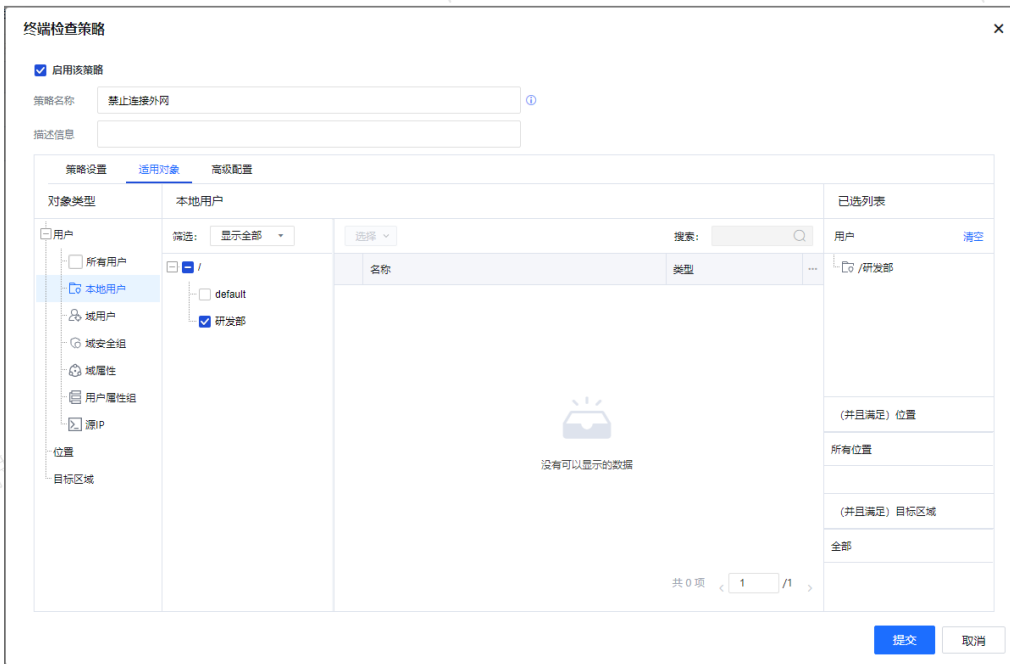 终端检查策略
启用该策略
策略名称 禁止连接外网
描述信息
策略设置 适用对象 高级配置
对象类型 本地用户 已选列表
用户 筛选: 显示全部 选择 搜索: 用户 清空
所有用户 / 名称 类型 ... /研发部
本地用户 default
域用户 研发部
域安全组
域属性
用户属性组
源IP
位置
目标区域
没有可以显示的数据
(并且满足) 位置
所有位置
(并且满足) 目标区域
全部
共 0 项 < 1 /1 >
提交 取消